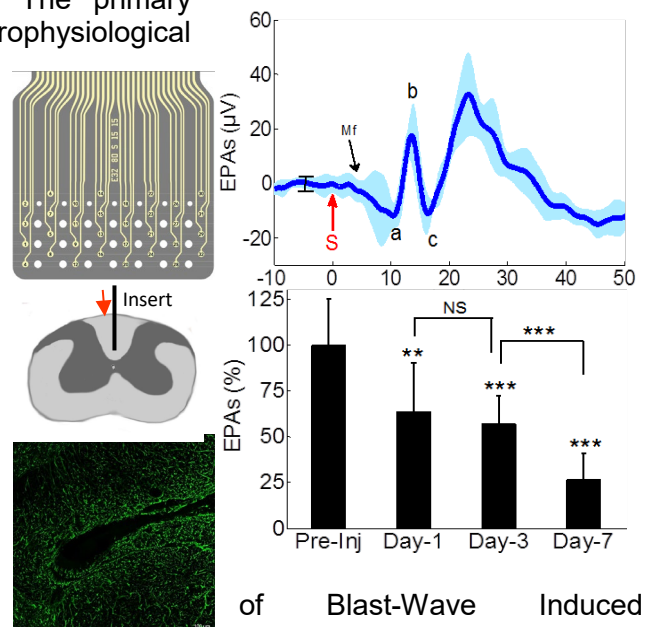 The primary
rophysiological
E32 80 5 15 15
Insert
60
40
20
0
-20
EPAs (µV)
Mf
b
a
c
S
-10 0 10 20 30 40 50
125
100
75
50
25
0
EPAs (%)
NS
***
**
***
***
Pre-Inj Day-1 Day-3 Day-7
of Blast-Wave Induced